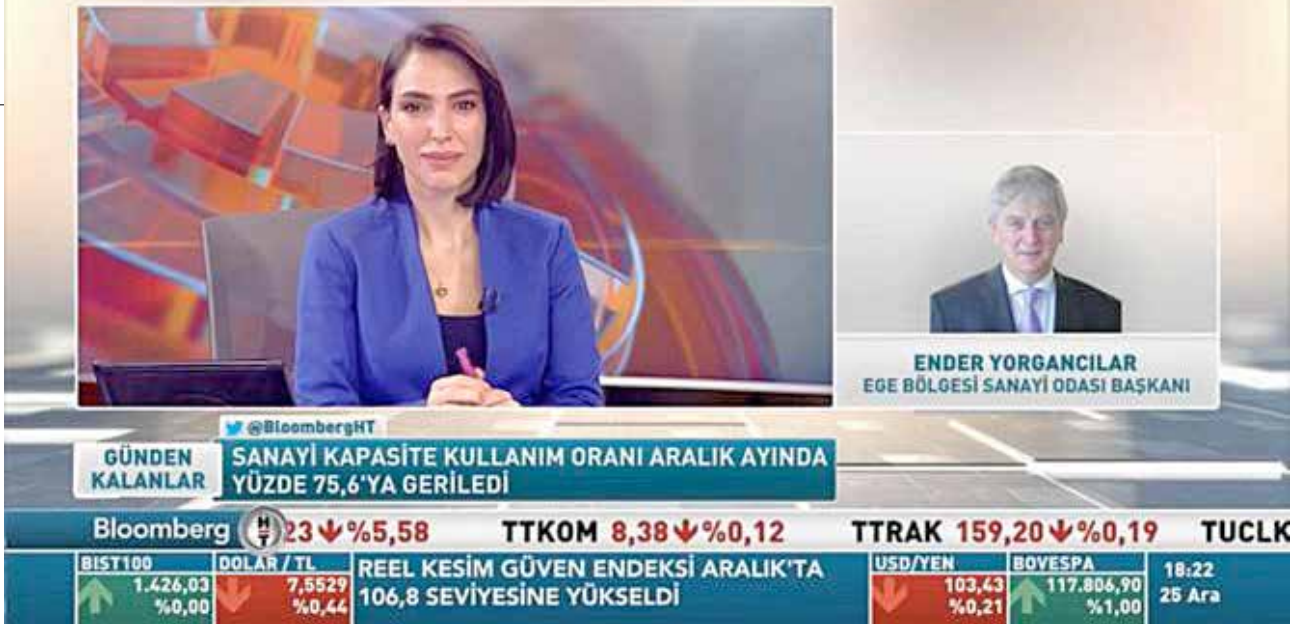 ENDER YORGANCILAR
EGE BÖLGESİ SANAYİ ODASI BAŞKANI
@BloombergHT
GÜNDEN
KALANLAR
SANAYİ KAPASİTE KULLANIM ORANI ARALIK AYINDA
YÜZDE 75,6'YA GERİLEDİ
Bloomberg HT 23 %5,58 TTKOM 8,38 %0,12 TTRAK 159,20 %0,19 TUCLK
BIST100
1.426,03
%0,00
DOLAR / TL
7,5529
%0,44
REEL KESİM GÜVEN ENDEKSİ ARALIK'TA
106,8 SEVİYESİNE YÜKSELDİ
USD/YEN
103,43
%0,21
BOVESPA
117.806,90
%1,00
18:22
25 Ara